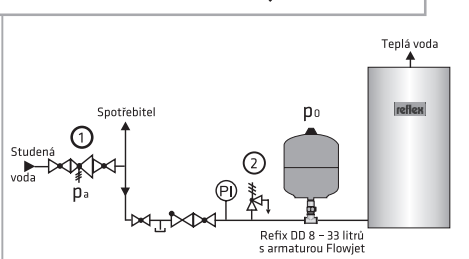 Teplá voda
reflex
Spotřebitel
p0
1
Studená
voda
pa
2
PI
Refix DD 8 – 33 litrů
s armaturou Flowjet